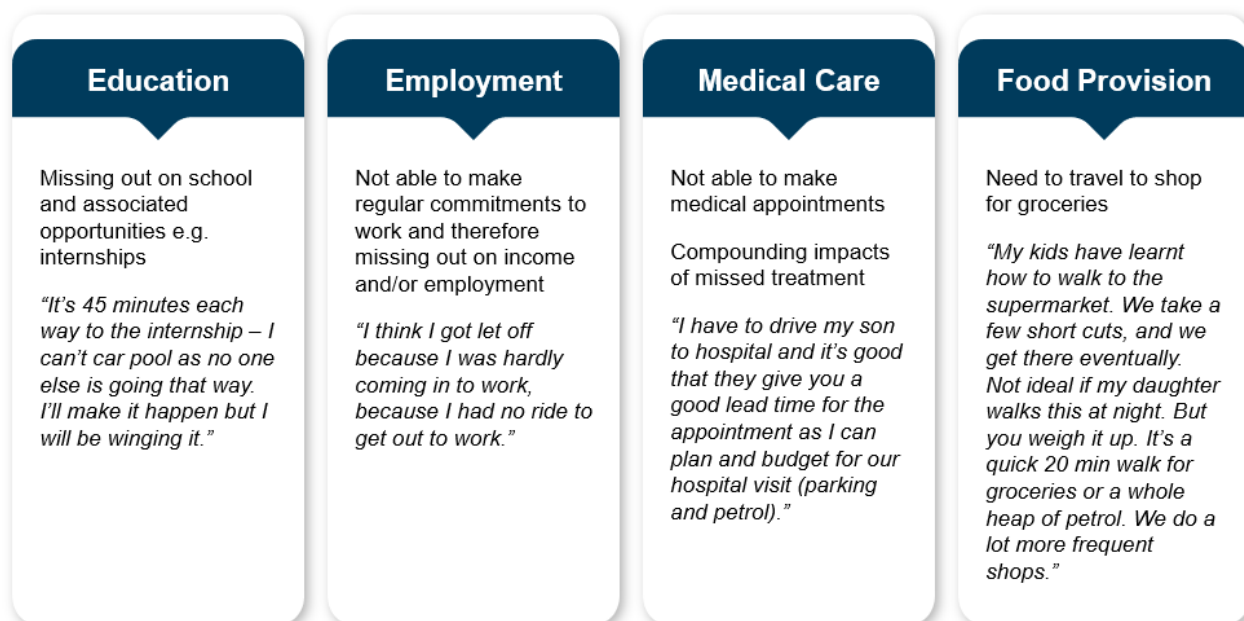 Education
Missing out on school
and associated
opportunities e.g.
internships
“It’s 45 minutes each
way to the internship – I
can’t car pool as no one
else is going that way.
I’ll make it happen but I
will be winging it.”
Employment
Not able to make
regular commitments to
work and therefore
missing out on income
and/or employment
“I think I got let off
because I was hardly
coming in to work,
because I had no ride to
get out to work.”
Medical Care
Not able to make
medical appointments
Compounding impacts
of missed treatment
“I have to drive my son
to hospital and it’s good
that they give you a
good lead time for the
appointment as I can
plan and budget for our
hospital visit (parking
and petrol).”
Food Provision
Need to travel to shop
for groceries
“My kids have learnt
how to walk to the
supermarket. We take a
few short cuts, and we
get there eventually.
Not ideal if my daughter
walks this at night. But
you weigh it up. It’s a
quick 20 min walk for
groceries or a whole
heap of petrol. We do a
lot more frequent
shops.”